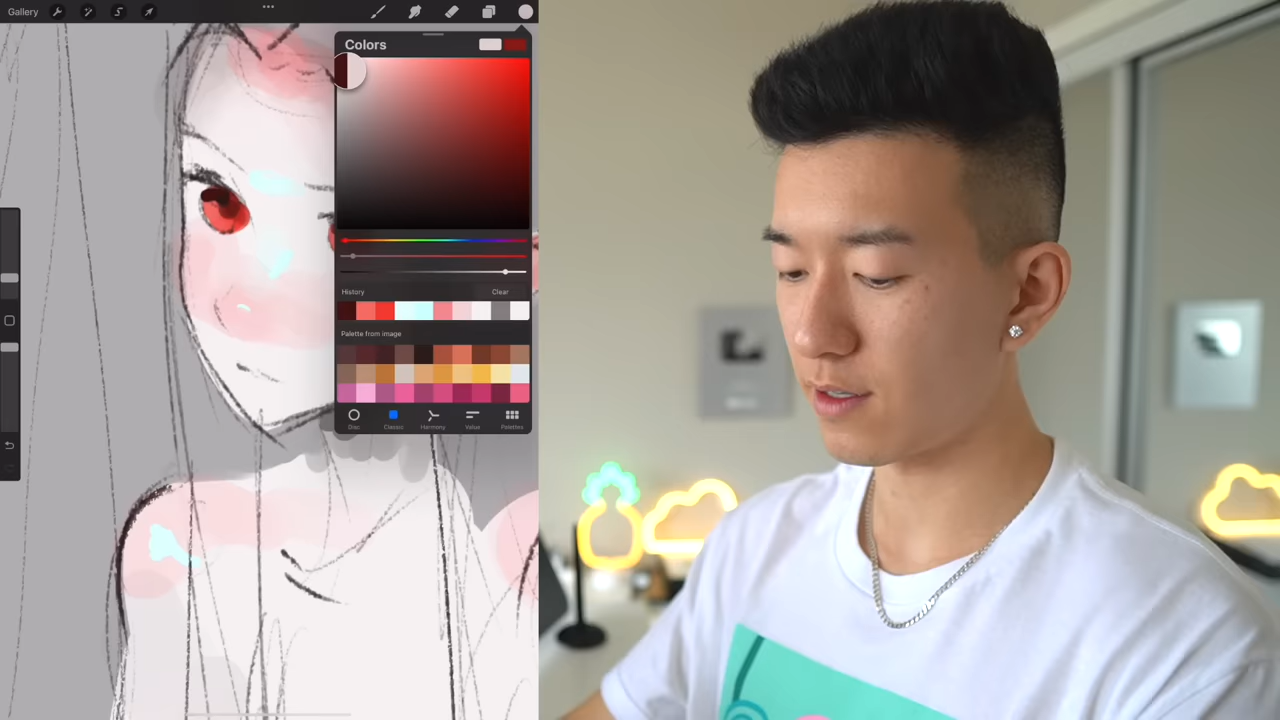 Gallery
Colors
History
Clear
Palette from image
Disc
Classic
Harmony
Value
Palettes